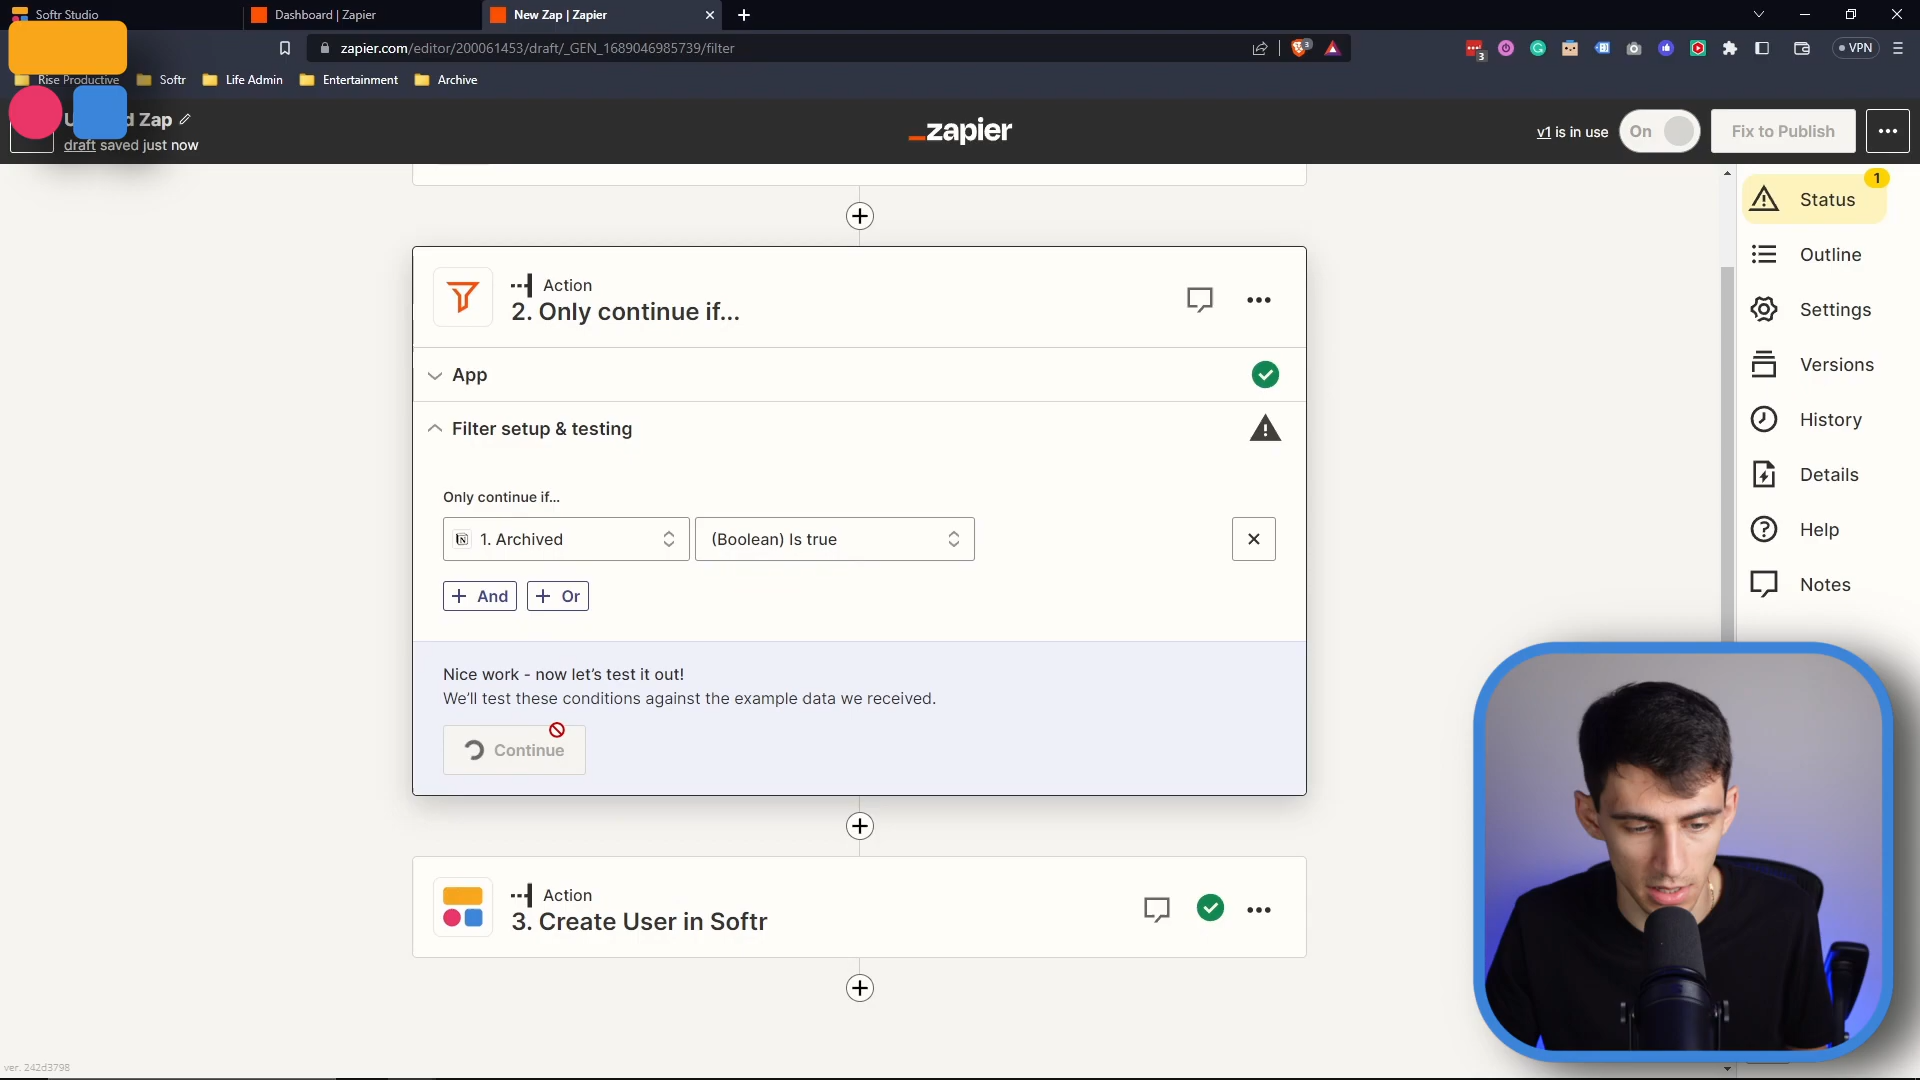 Softr Studio
Dashboard | Zapier
New Zap | Zapier
zapier.com/editor/200061453/draft/_GEN_1689046985739/filter
3
3
VPN
Rise Productive
Softr
Life Admin
Entertainment
Archive
d Zap
draft saved just now
zapier
v1 is in use
On
Fix to Publish
1
Status
Outline
Settings
Versions
History
Details
Help
Notes
Action
2. Only continue if...
App
Filter setup & testing
Only continue if...
1. Archived
(Boolean) Is true
And
Or
Nice work - now let's test it out!
We'll test these conditions against the example data we received.
Continue
Action
3. Create User in Softr
ver. 242d3798